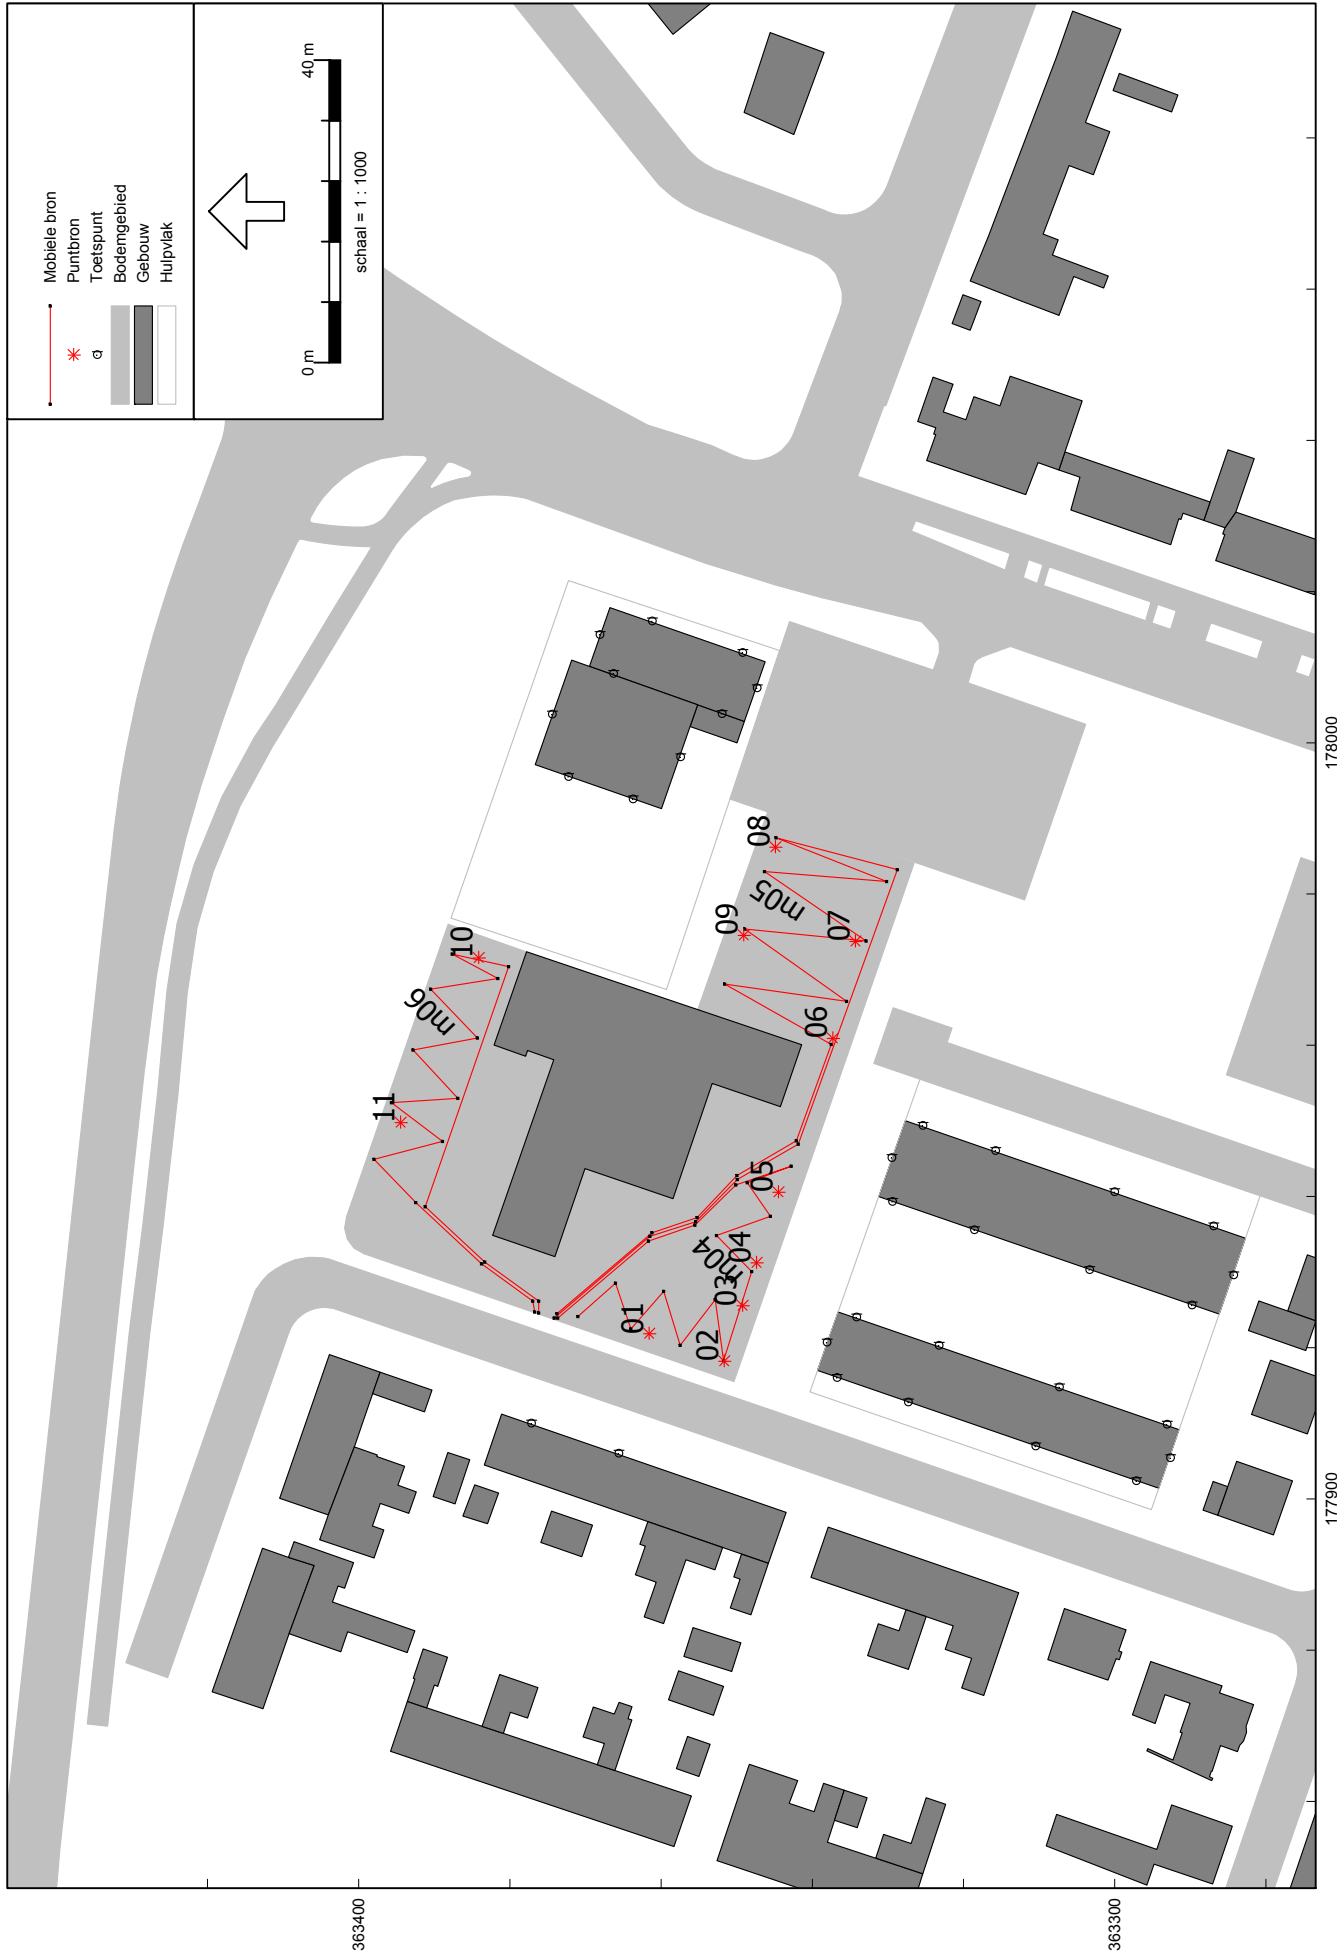 Mobiele bron
Puntbron
Toetspunt
Bodemgebied
Gebouw
Hulpvlak
0 m
40 m
schaal = 1 : 1000
m06
10
11
m05
08
09
07
06
05
m04
04
03
02
01
363400
363300
177900
178000